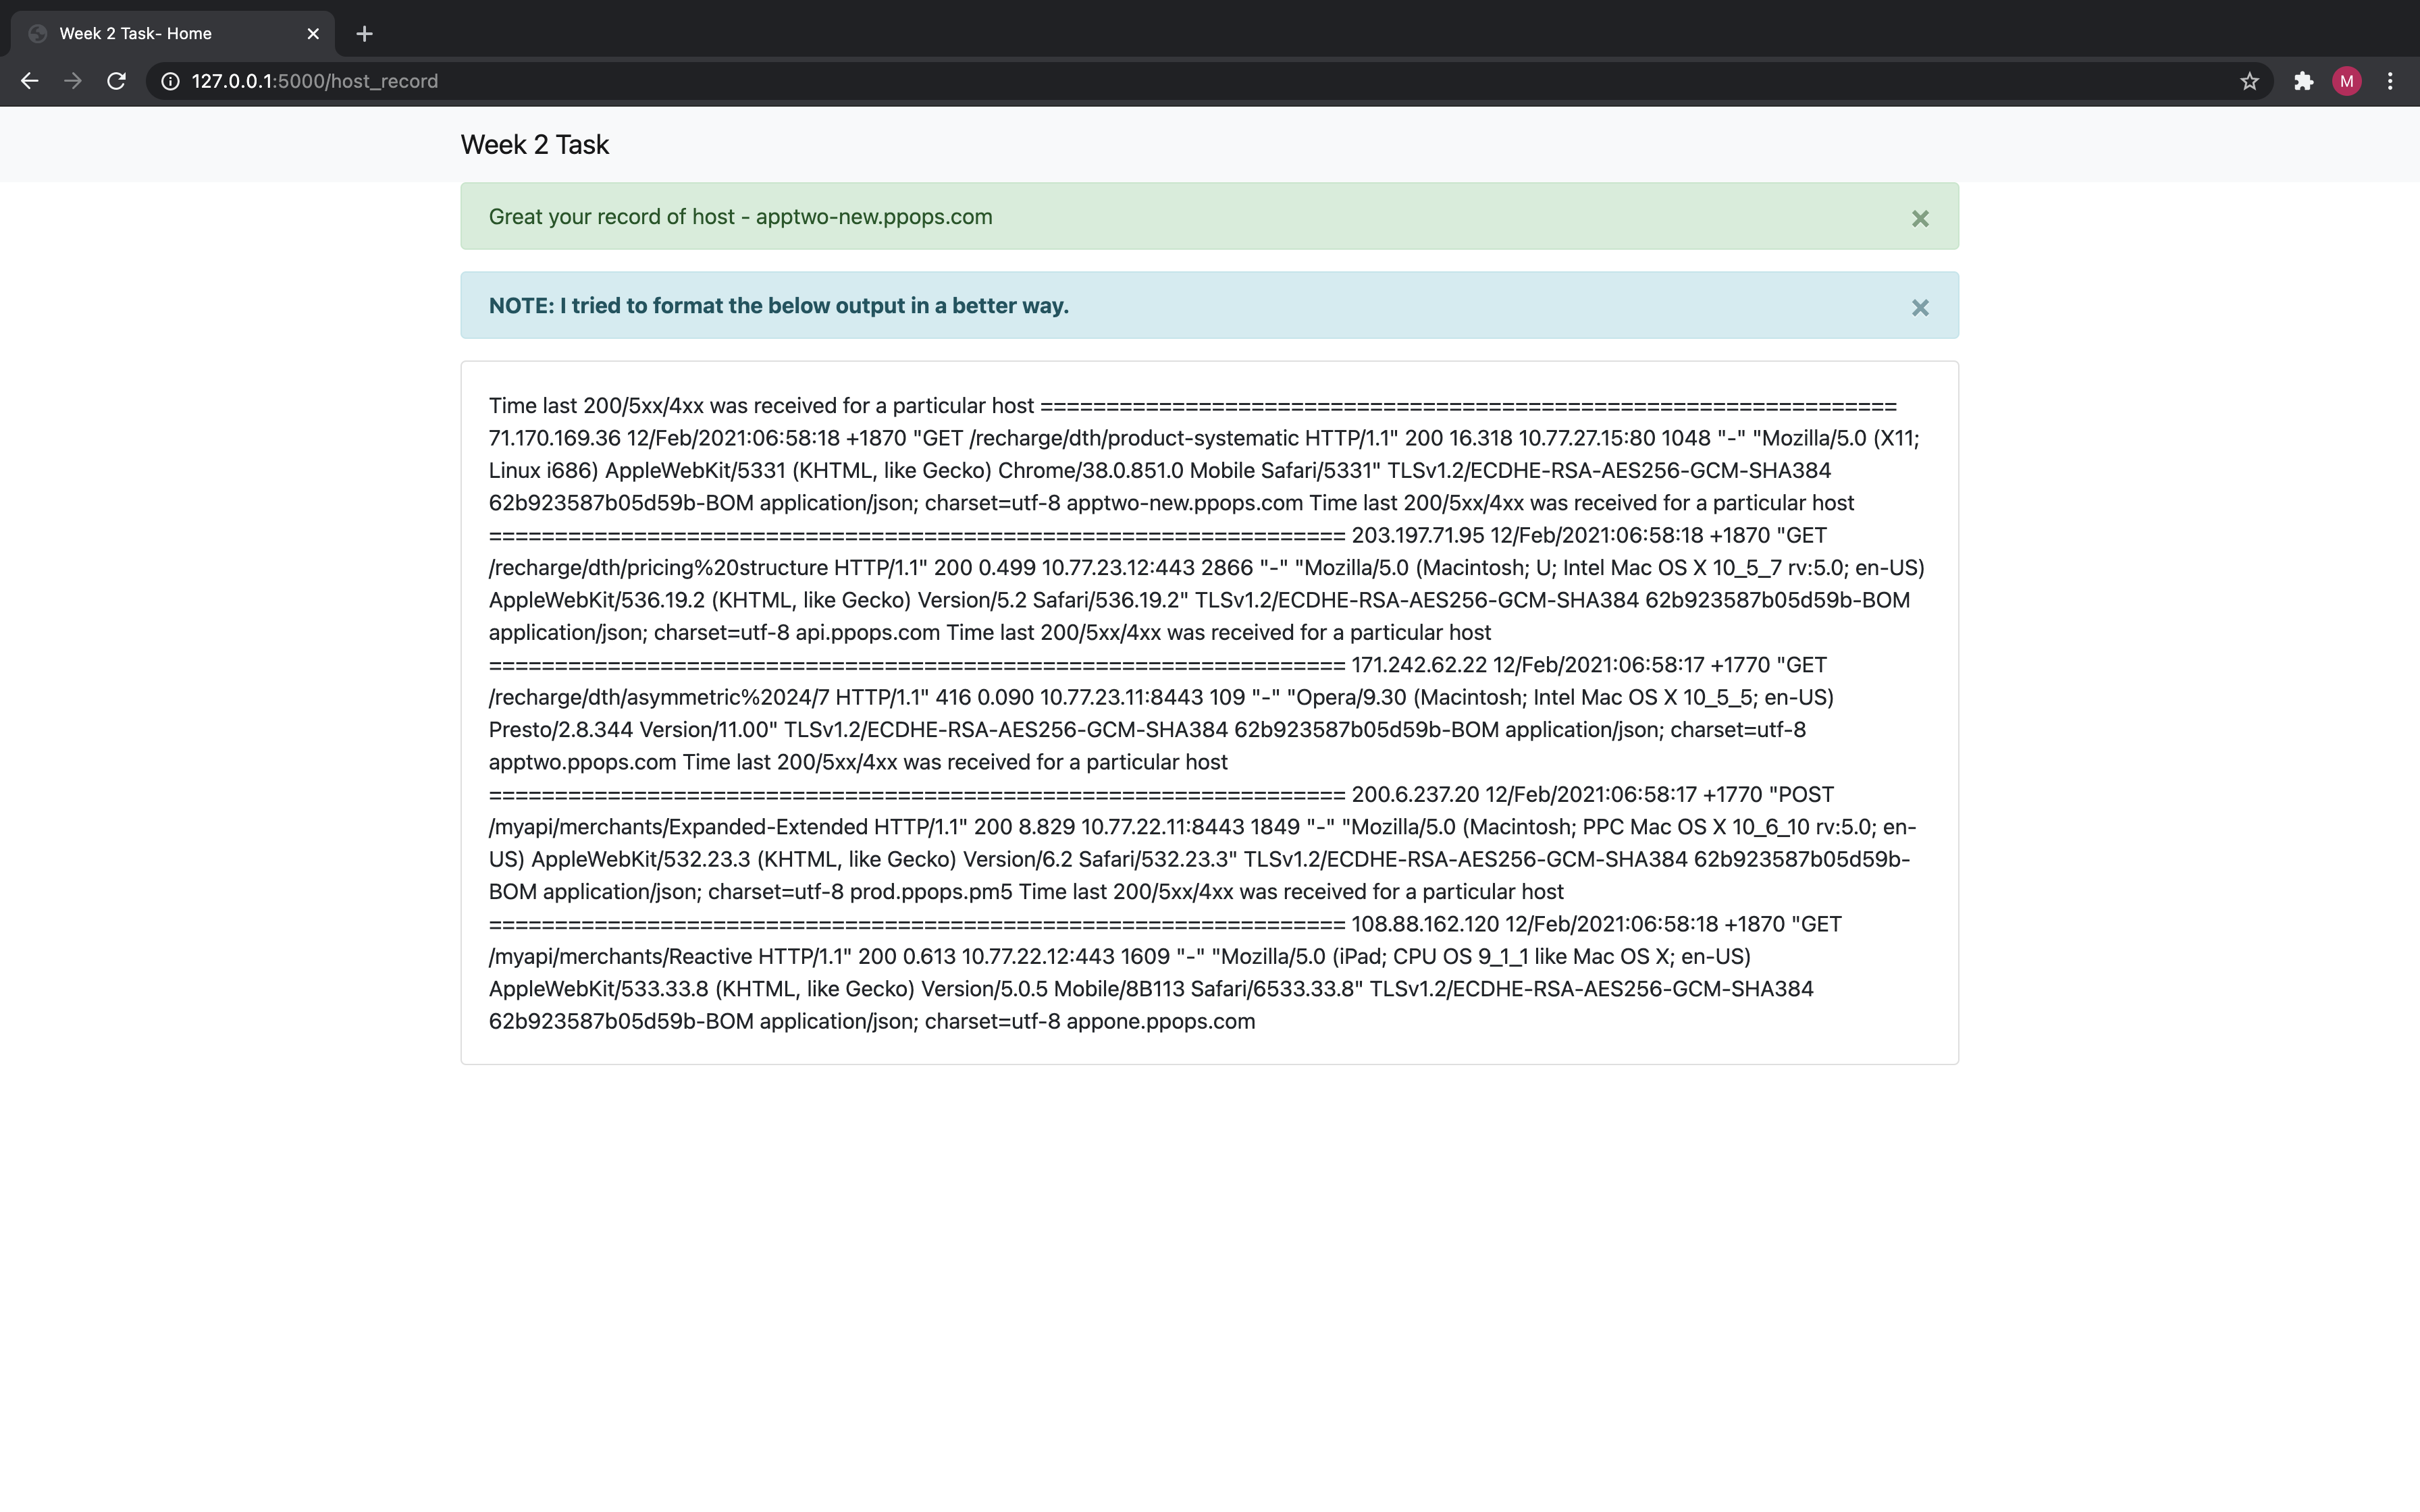 Week 2 Task- Home
127.0.0.1:5000/host_record
M
Week 2 Task
Great your record of host - apptwo-new.ppops.com
NOTE: I tried to format the below output in a better way.
Time last 200/5xx/4xx was received for a particular host =================================================================
71.170.169.36 12/Feb/2021:06:58:18 +1870 "GET /recharge/dth/product-systematic HTTP/1.1" 200 16.318 10.77.27.15:80 1048 "-" "Mozilla/5.0 (X11;
Linux i686) AppleWebKit/5331 (KHTML, like Gecko) Chrome/38.0.851.0 Mobile Safari/5331" TLSv1.2/ECDHE-RSA-AES256-GCM-SHA384
62b923587b05d59b-BOM application/json; charset=utf-8 apptwo-new.ppops.com Time last 200/5xx/4xx was received for a particular host
================================================================= 203.197.71.95 12/Feb/2021:06:58:18 +1870 "GET
/recharge/dth/pricing%20structure HTTP/1.1" 200 0.499 10.77.23.12:443 2866 "-" "Mozilla/5.0 (Macintosh; U; Intel Mac OS X 10_5_7 rv:5.0; en-US)
AppleWebKit/536.19.2 (KHTML, like Gecko) Version/5.2 Safari/536.19.2" TLSv1.2/ECDHE-RSA-AES256-GCM-SHA384 62b923587b05d59b-BOM
application/json; charset=utf-8 api.ppops.com Time last 200/5xx/4xx was received for a particular host
================================================================= 171.242.62.22 12/Feb/2021:06:58:17 +1770 "GET
/recharge/dth/asymmetric%2024/7 HTTP/1.1" 416 0.090 10.77.23.11:8443 109 "-" "Opera/9.30 (Macintosh; Intel Mac OS X 10_5_5; en-US)
Presto/2.8.344 Version/11.00" TLSv1.2/ECDHE-RSA-AES256-GCM-SHA384 62b923587b05d59b-BOM application/json; charset=utf-8
apptwo.ppops.com Time last 200/5xx/4xx was received for a particular host
================================================================= 200.6.237.20 12/Feb/2021:06:58:17 +1770 "POST
/myapi/merchants/Expanded-Extended HTTP/1.1" 200 8.829 10.77.22.11:8443 1849 "-" "Mozilla/5.0 (Macintosh; PPC Mac OS X 10_6_10 rv:5.0; en-
US) AppleWebKit/532.23.3 (KHTML, like Gecko) Version/6.2 Safari/532.23.3" TLSv1.2/ECDHE-RSA-AES256-GCM-SHA384 62b923587b05d59b-
BOM application/json; charset=utf-8 prod.ppops.pm5 Time last 200/5xx/4xx was received for a particular host
================================================================= 108.88.162.120 12/Feb/2021:06:58:18 +1870 "GET
/myapi/merchants/Reactive HTTP/1.1" 200 0.613 10.77.22.12:443 1609 "-" "Mozilla/5.0 (iPad; CPU OS 9_1_1 like Mac OS X; en-US)
AppleWebKit/533.33.8 (KHTML, like Gecko) Version/5.0.5 Mobile/8B113 Safari/6533.33.8" TLSv1.2/ECDHE-RSA-AES256-GCM-SHA384
62b923587b05d59b-BOM application/json; charset=utf-8 appone.ppops.com